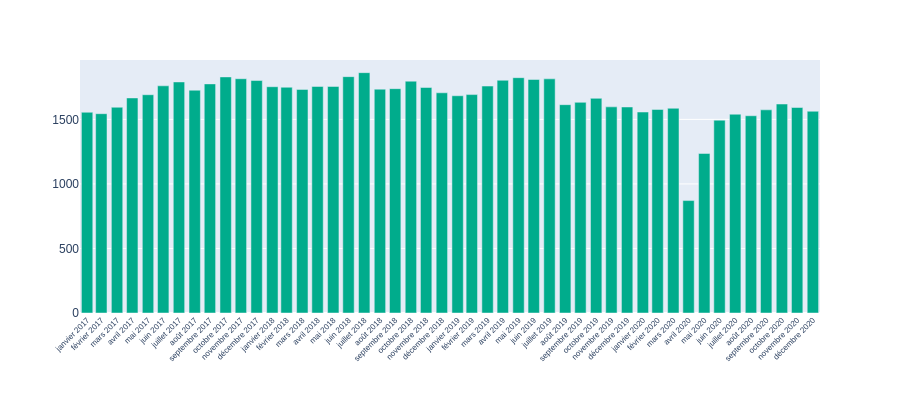 1500
1000
500
0
janvier 2017
février 2017
mars 2017
avril 2017
mai 2017
juin 2017
juillet 2017
août 2017
septembre 2017
octobre 2017
novembre 2017
décembre 2017
janvier 2018
février 2018
mars 2018
avril 2018
mai 2018
juin 2018
juillet 2018
août 2018
septembre 2018
octobre 2018
novembre 2018
décembre 2018
janvier 2019
février 2019
mars 2019
avril 2019
mai 2019
juin 2019
juillet 2019
août 2019
septembre 2019
octobre 2019
novembre 2019
décembre 2019
janvier 2020
février 2020
mars 2020
avril 2020
mai 2020
juin 2020
juillet 2020
août 2020
septembre 2020
octobre 2020
novembre 2020
décembre 2020